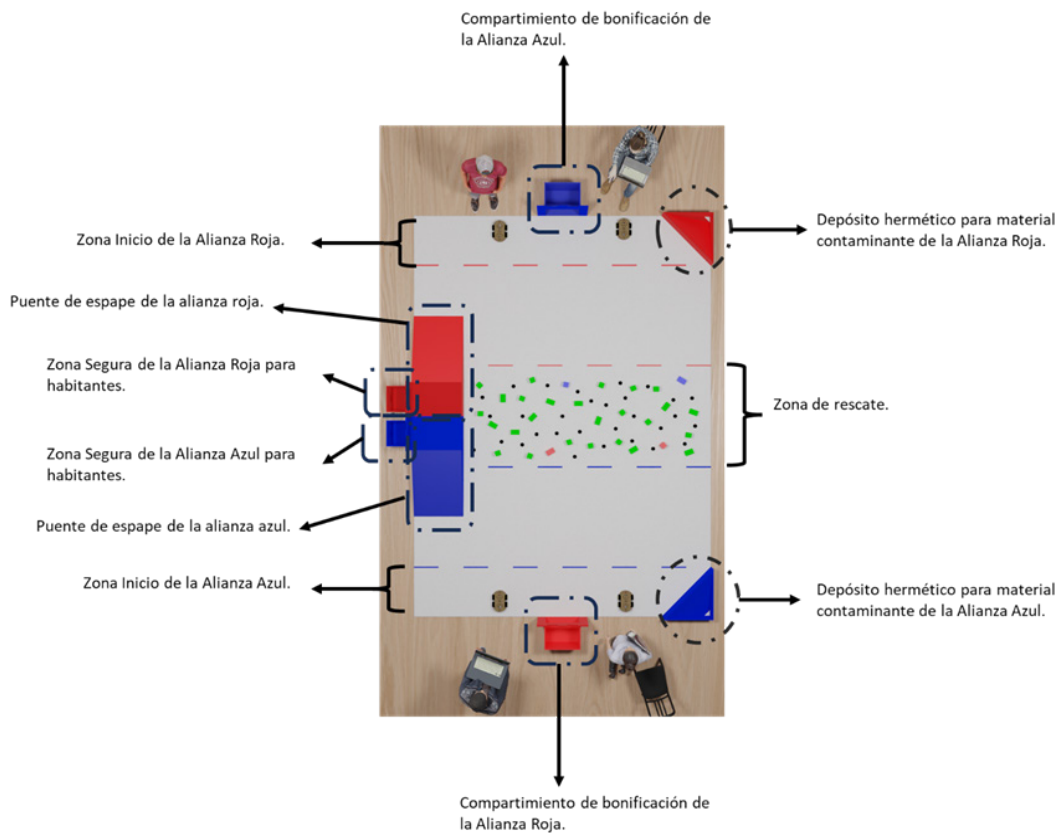 Compartimiento de bonificación de
la Alianza Azul.
Zona Inicio de la Alianza Roja.
Depósito hermético para material
contaminante de la Alianza Roja.
Puente de espape de la alianza roja.
Zona Segura de la Alianza Roja para
habitantes.
Zona de rescate.
Zona Segura de la Alianza Azul para
habitantes.
Puente de espape de la alianza azul.
Zona Inicio de la Alianza Azul.
Depósito hermético para material
contaminante de la Alianza Azul.
Compartimiento de bonificación de
la Alianza Roja.